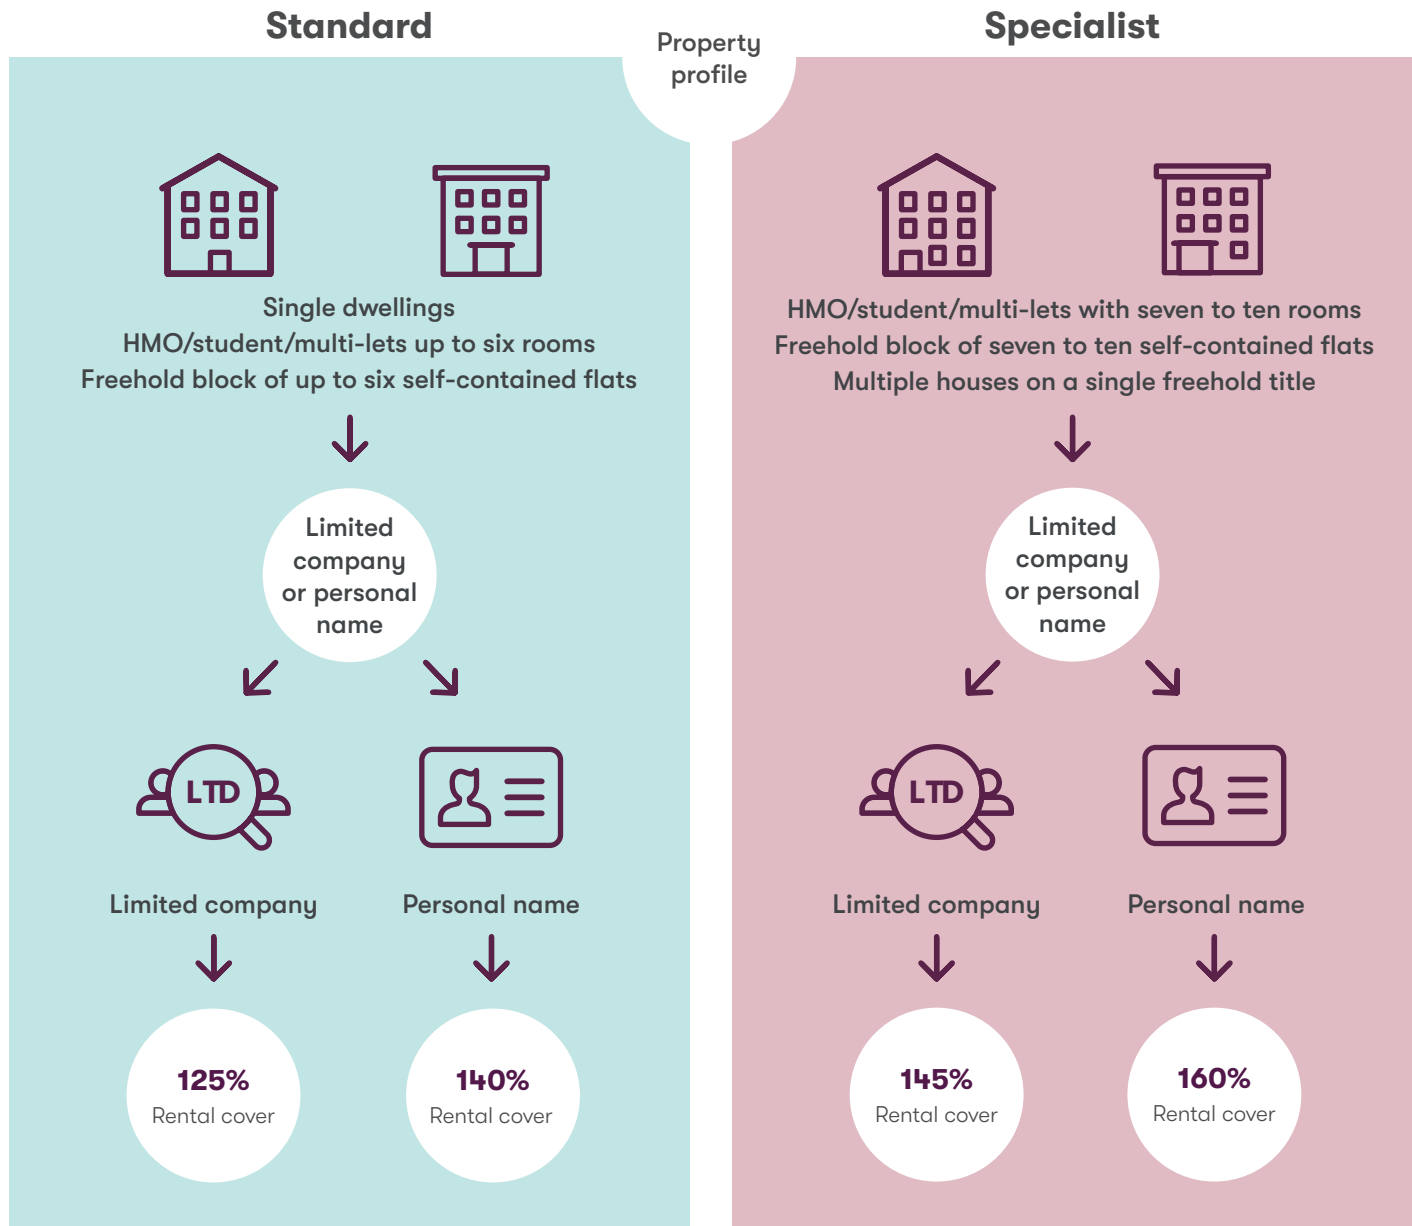 Standard
Property
profile
Specialist
Single dwellings
HMO/student/multi-lets up to six rooms
Freehold block of up to six self-contained flats
Limited
company
or personal
name
LTD
Limited company
Personal name
125%
Rental cover
140%
Rental cover
HMO/student/multi-lets with seven to ten rooms
Freehold block of seven to ten self-contained flats
Multiple houses on a single freehold title
Limited
company
or personal
name
LTD
Limited company
Personal name
145%
Rental cover
160%
Rental cover